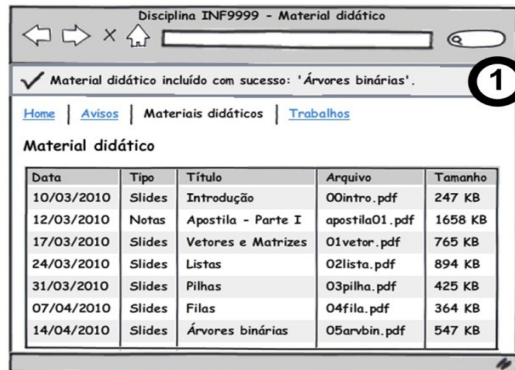 Disciplina INF9999 - Material didático
Material didático incluído com sucesso: 'Árvores binárias'.
1
Home | Avisos | Materiais didáticos | Trabalhos
Material didático
Data Tipo Título Arquivo Tamanho
10/03/2010 Slides Introdução 00intro.pdf 247 KB
12/03/2010 Notas Apostila - Parte I apostila01.pdf 1658 KB
17/03/2010 Slides Vetores e Matrizes 01vetor.pdf 765 KB
24/03/2010 Slides Listas 02lista.pdf 894 KB
31/03/2010 Slides Pilhas 03pilha.pdf 425 KB
07/04/2010 Slides Filas 04fila.pdf 364 KB
14/04/2010 Slides Árvores binárias 05arvbin.pdf 547 KB